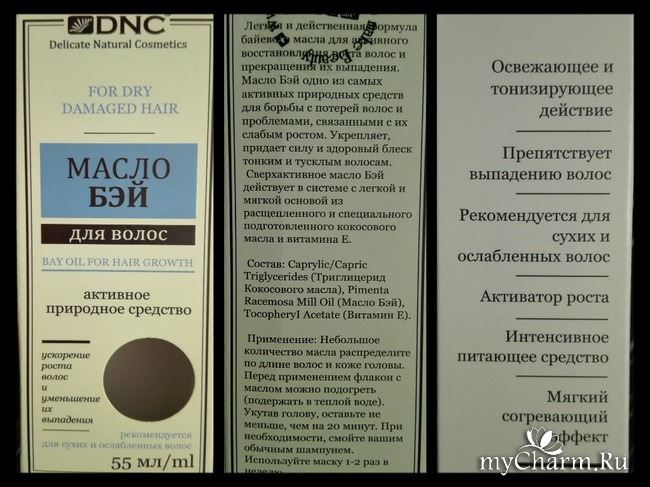 DNC
Delicate Natural Cosmetics
FOR DRY
DAMAGED HAIR
МАСЛО
БЭЙ
ДЛЯ ВОЛОС
BAY OIL FOR HAIR GROWTH
активное
природное средство
ускорение
роста
волос
и
уменьшение
их
выпадения
рекомендуется
для сухих и ослабленных волос
55 мл/ml
Легкая и действенная формула
байевого масла для активного
восстановления роста волос и
прекращения их выпадения.
Масло Бэй одно из самых
активных природных средств
для борьбы с потерей волос и
проблемами, связанными с их
слабым ростом. Укрепляет,
придает силу и здоровый блеск
тонким и тусклым волосам.
Сверхактивное масло Бэй
действует в системе с легкой и
мягкой основой из
расщепленного и специального
подготовленного кокосового
масла и витамина Е.
Состав: Caprylic/Capric
Triglycerides (Триглицерид
Кокосового масла), Pimenta
Racemosa Mill Oil (Масло Бэй),
Tocopheryl Acetate (Витамин Е).
Применение: Небольшое
количество масла распределите
по длине волос и коже головы.
Перед применением флакон с
маслом можно подогреть
(подержать в теплой воде).
Укутав голову, оставьте не
меньше, чем на 20 минут. При
необходимости, смойте вашим
обычным шампунем.
Используйте маску 1-2 раз в
неделю
Освежающее и
тонизирующее
действие
Препятствует
выпадению волос
Рекомендуется для
сухих и
ослабленных волос
Активатор роста
Интенсивное
питающее средство
Мягкий
согревающий
эффект
myCharm.Ru